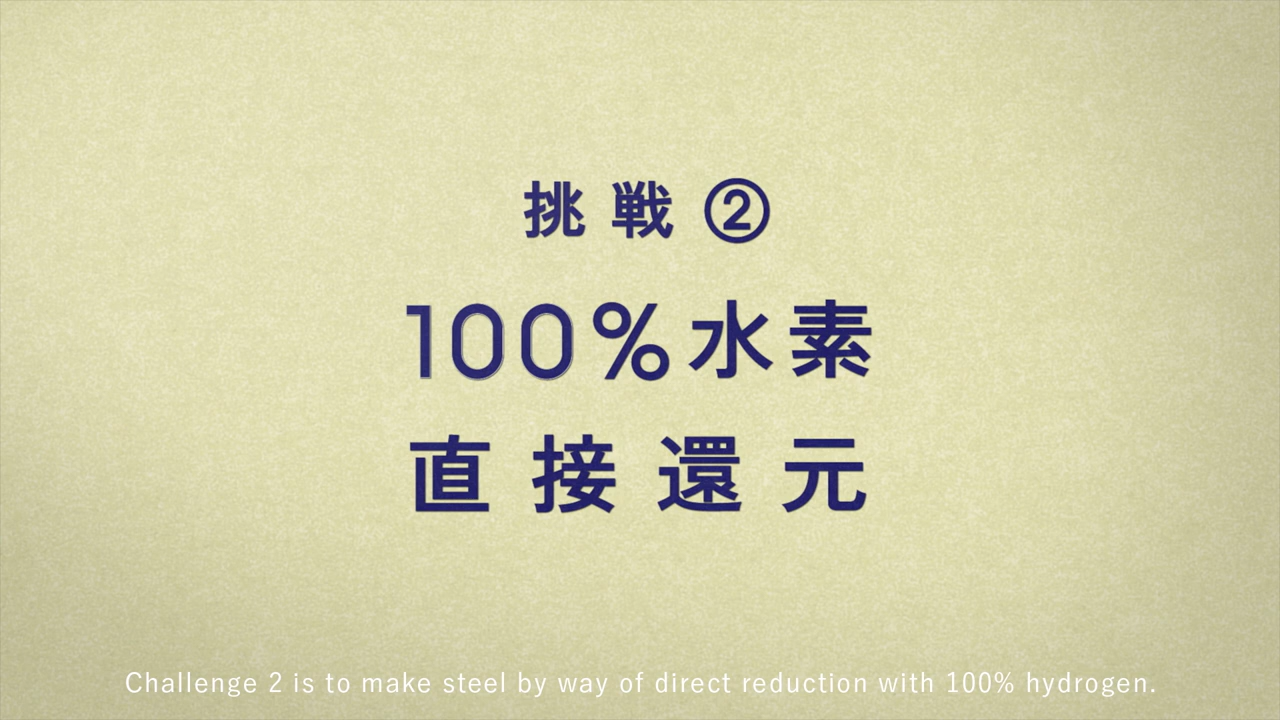 挑戦②
100%水素
直接還元
Challenge 2 is to make steel by way of direct reduction with 100% hydrogen.